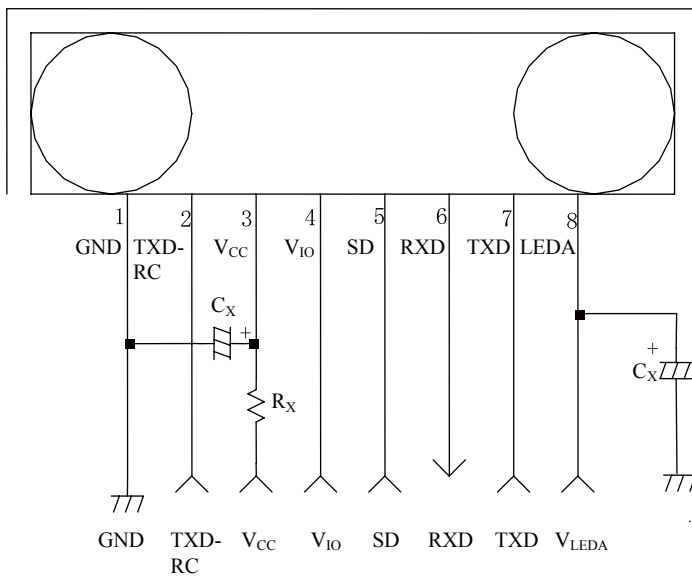 1 2 3 4 5 6 7 8
GND TXD-RC V_CC V_IO SD RXD TXD LEDA
C_X
+
R_X
+
C_X
GND TXD-RC V_CC V_IO SD RXD TXD V_LEDA